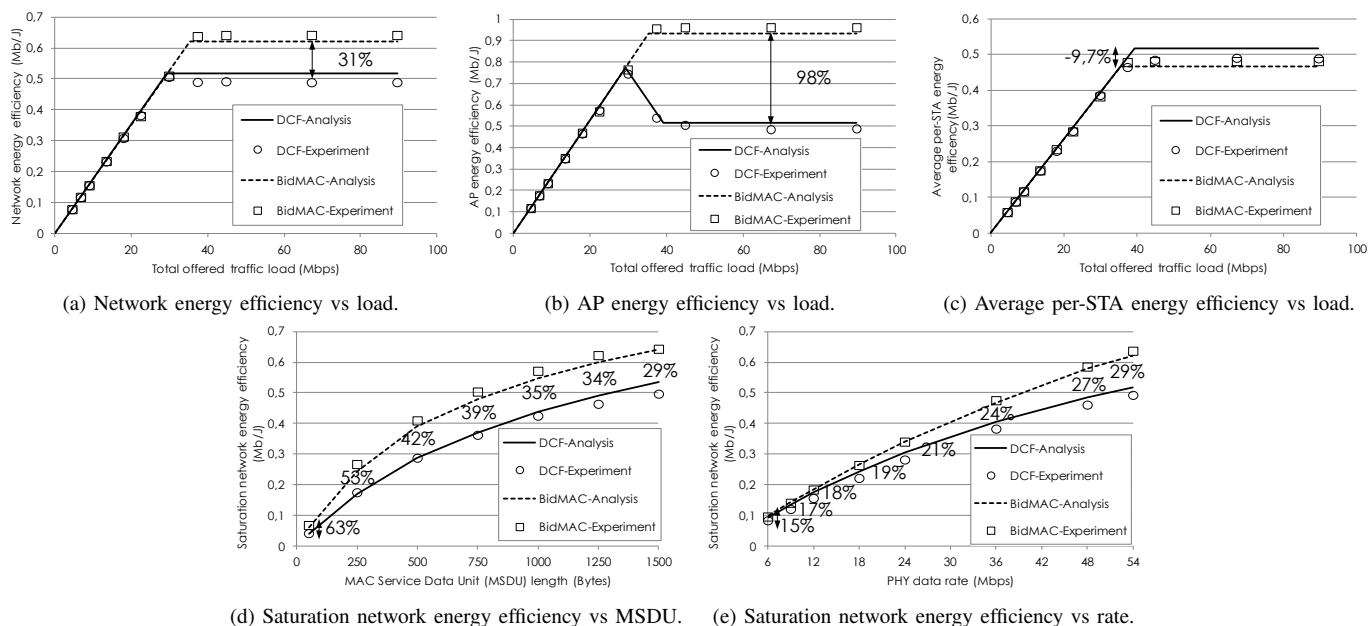 Network energy efficiency (Mb/J)
0,7
0,6
0,5
0,4
0,3
0,2
0,1
0
31%
DCF-Analysis
DCF-Experiment
BidMAC-Analysis
BidMAC-Experiment
0 20 40 60 80 100
Total offered traffic load (Mbps)
(a) Network energy efficiency vs load.
AP energy efficiency (Mb/J)
1
0,9
0,8
0,7
0,6
0,5
0,4
0,3
0,2
0,1
0
98%
DCF-Analysis
DCF-Experiment
BidMAC-Analysis
BidMAC-Experiment
0 20 40 60 80 100
Total offered traffic load (Mbps)
(b) AP energy efficiency vs load.
Average per-STA energy
efficency(Mb/J)
0,6
0,5
0,4
0,3
0,2
0,1
0
-9,7%
DCF-Analysis
DCF-Experiment
BidMAC-Analysis
BidMAC-Experiment
0 20 40 60 80 100
Total offered traffic load (Mbps)
(c) Average per-STA energy efficiency vs load.
Saturation network energy efficiency
(Mb/J)
0,7
0,6
0,5
0,4
0,3
0,2
0,1
0
63%
53%
42%
39%
35%
34%
29%
DCF-Analysis
DCF-Experiment
BidMAC-Analysis
BidMAC-Experiment
0 250 500 750 1000 1250 1500
MAC Service Data Unit (MSDU) length (Bytes)
(d) Saturation network energy efficiency vs MSDU.
Saturation network energy efficiency
(Mb/J)
0,7
0,6
0,5
0,4
0,3
0,2
0,1
0
15%
17%
18%
19%
21%
24%
27%
29%
DCF-Analysis
DCF-Experiment
BidMAC-Analysis
BidMAC-Experiment
6 12 18 24 30 36 42 48 54
PHY data rate (Mbps)
(e) Saturation network energy efficiency vs rate.